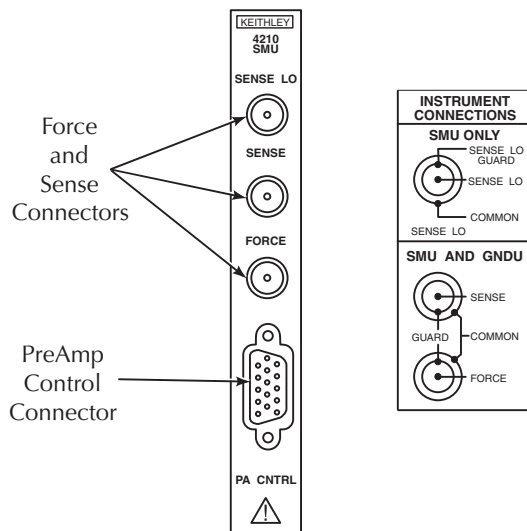 KEITHLEY
4210
SMU
SENSE LO
SENSE
FORCE
PA CNTRL
Force
and
Sense
Connectors
PreAmp
Control
Connector
INSTRUMENT
CONNECTIONS
SMU ONLY
SENSE LO
GUARD
SENSE LO
COMMON
SENSE LO
SMU AND GNDU
SENSE
GUARD
COMMON
FORCE